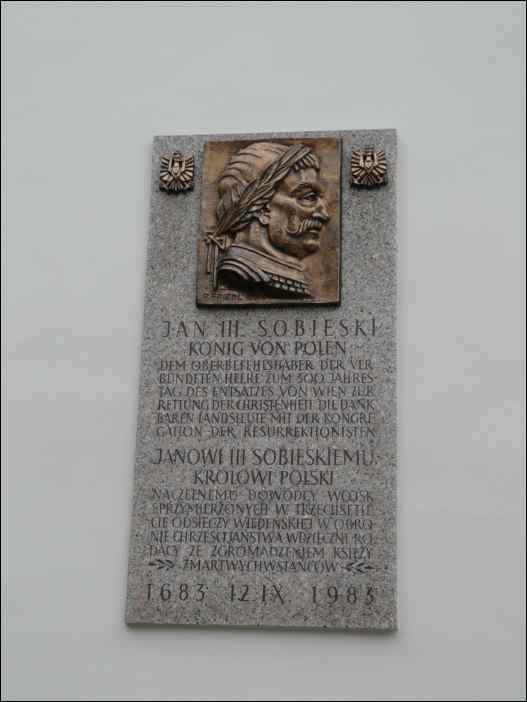 JAN III. SOBIESKI
KÖNIG VON POLEN
DEM OBERBEFEHLSHABER DER VER
BÜNDETEN HEERE ZUM 300 JAHRES-
TAG DES ENTSATZES VON WIEN ZUR
RETTUNG DER CHRISTENHEIT DIE DANK
BAREN LANDSLEUTE MIT DER KONGRE
GATION DER RESURREKTIONISTEN
JANOWI III SOBIESKIEMU
KRÓLOWI POLSKI
NACZELNEMU DOWÓDCY WOJSK
SPRZYMIERZONYCH W TRZECHSETLE
CIE ODSIECZY WIEDEŃSKIEJ W OBRO
NIE CHRZEŚCIJAŃSTWA WDZIĘCZNI RO
DACY ZE ZGROMADZENIEM KSIĘŻY
ZMARTWYCHWSTAŃCÓW
1683 12.IX. 1983